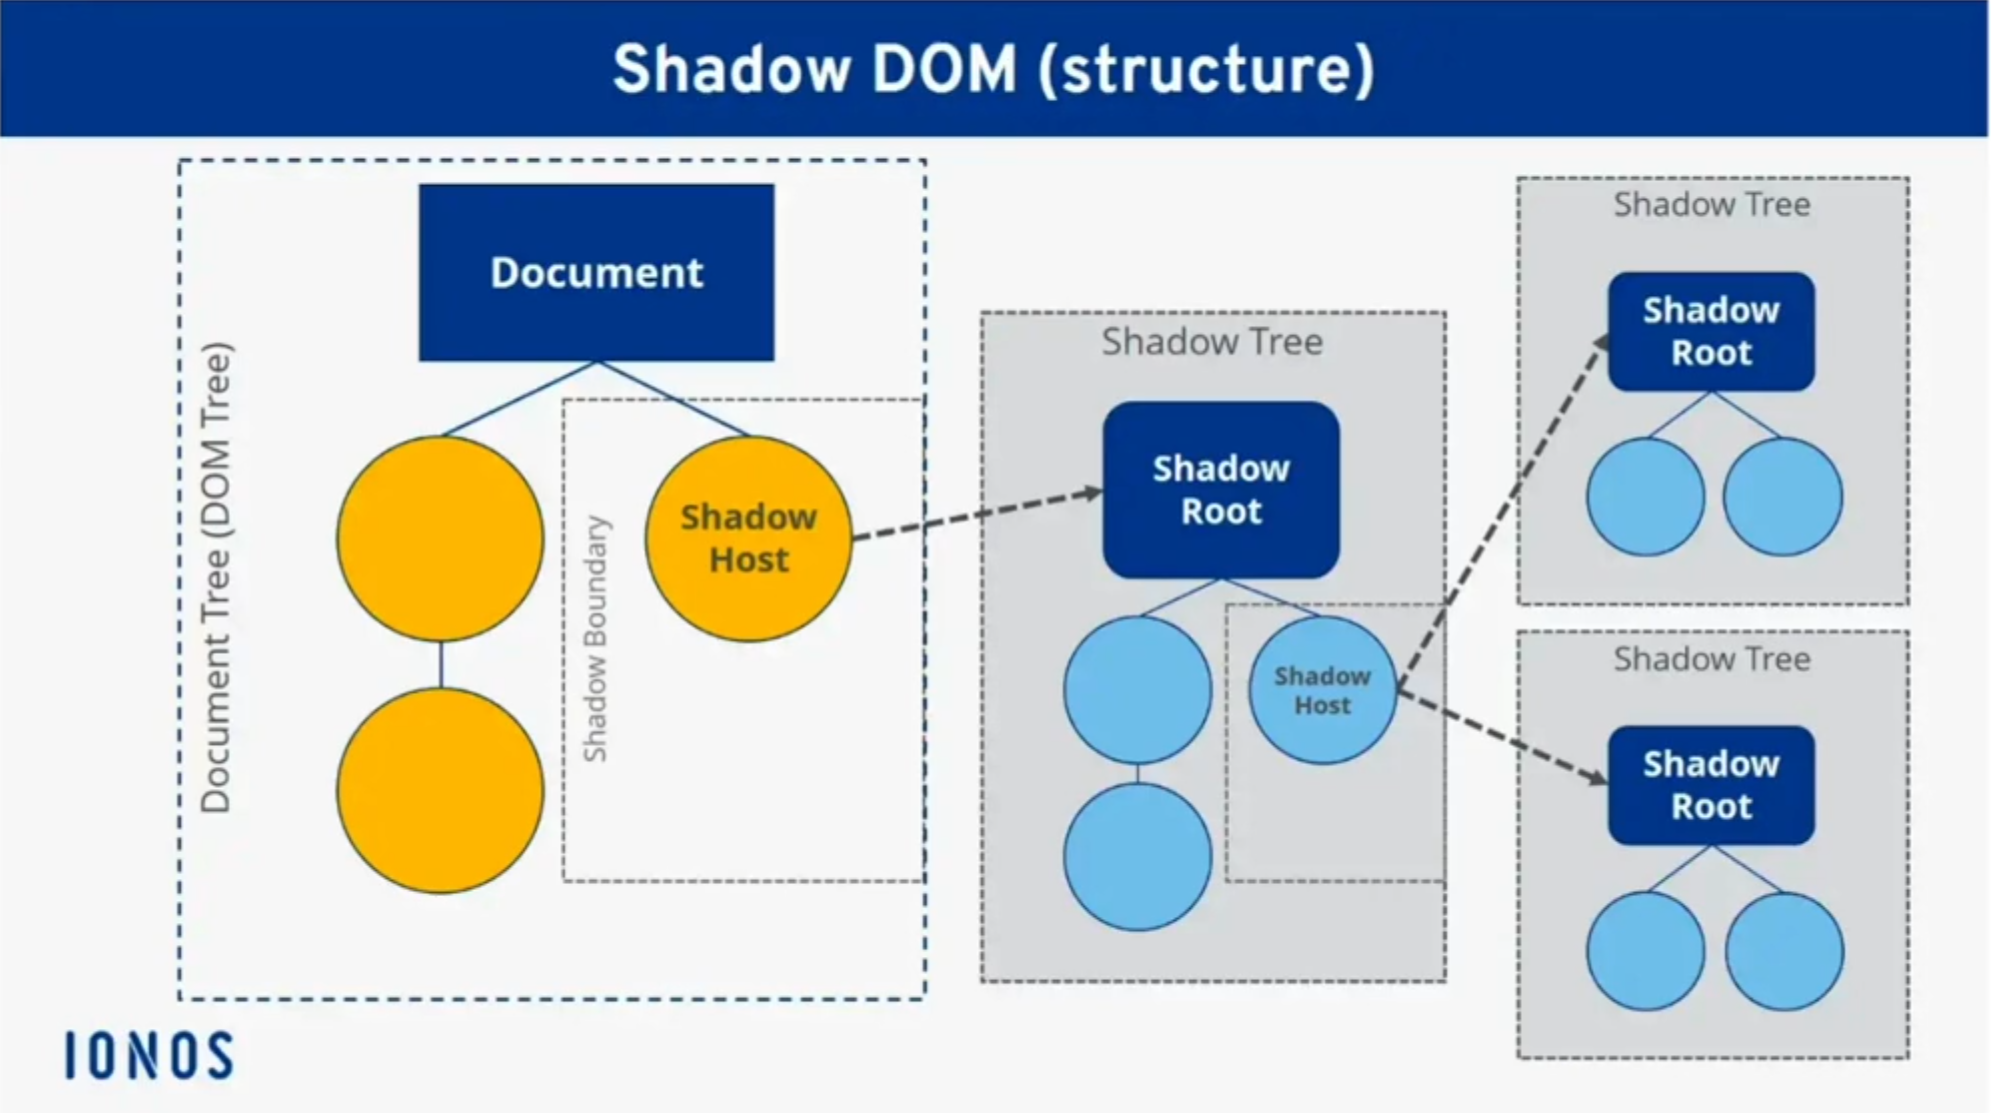 Shadow DOM (structure)
Document Tree (DOM Tree)
Document
Shadow Boundary
Shadow
Host
Shadow Tree
Shadow
Root
Shadow
Host
Shadow Tree
Shadow
Root
Shadow Tree
Shadow
Root
IONOS